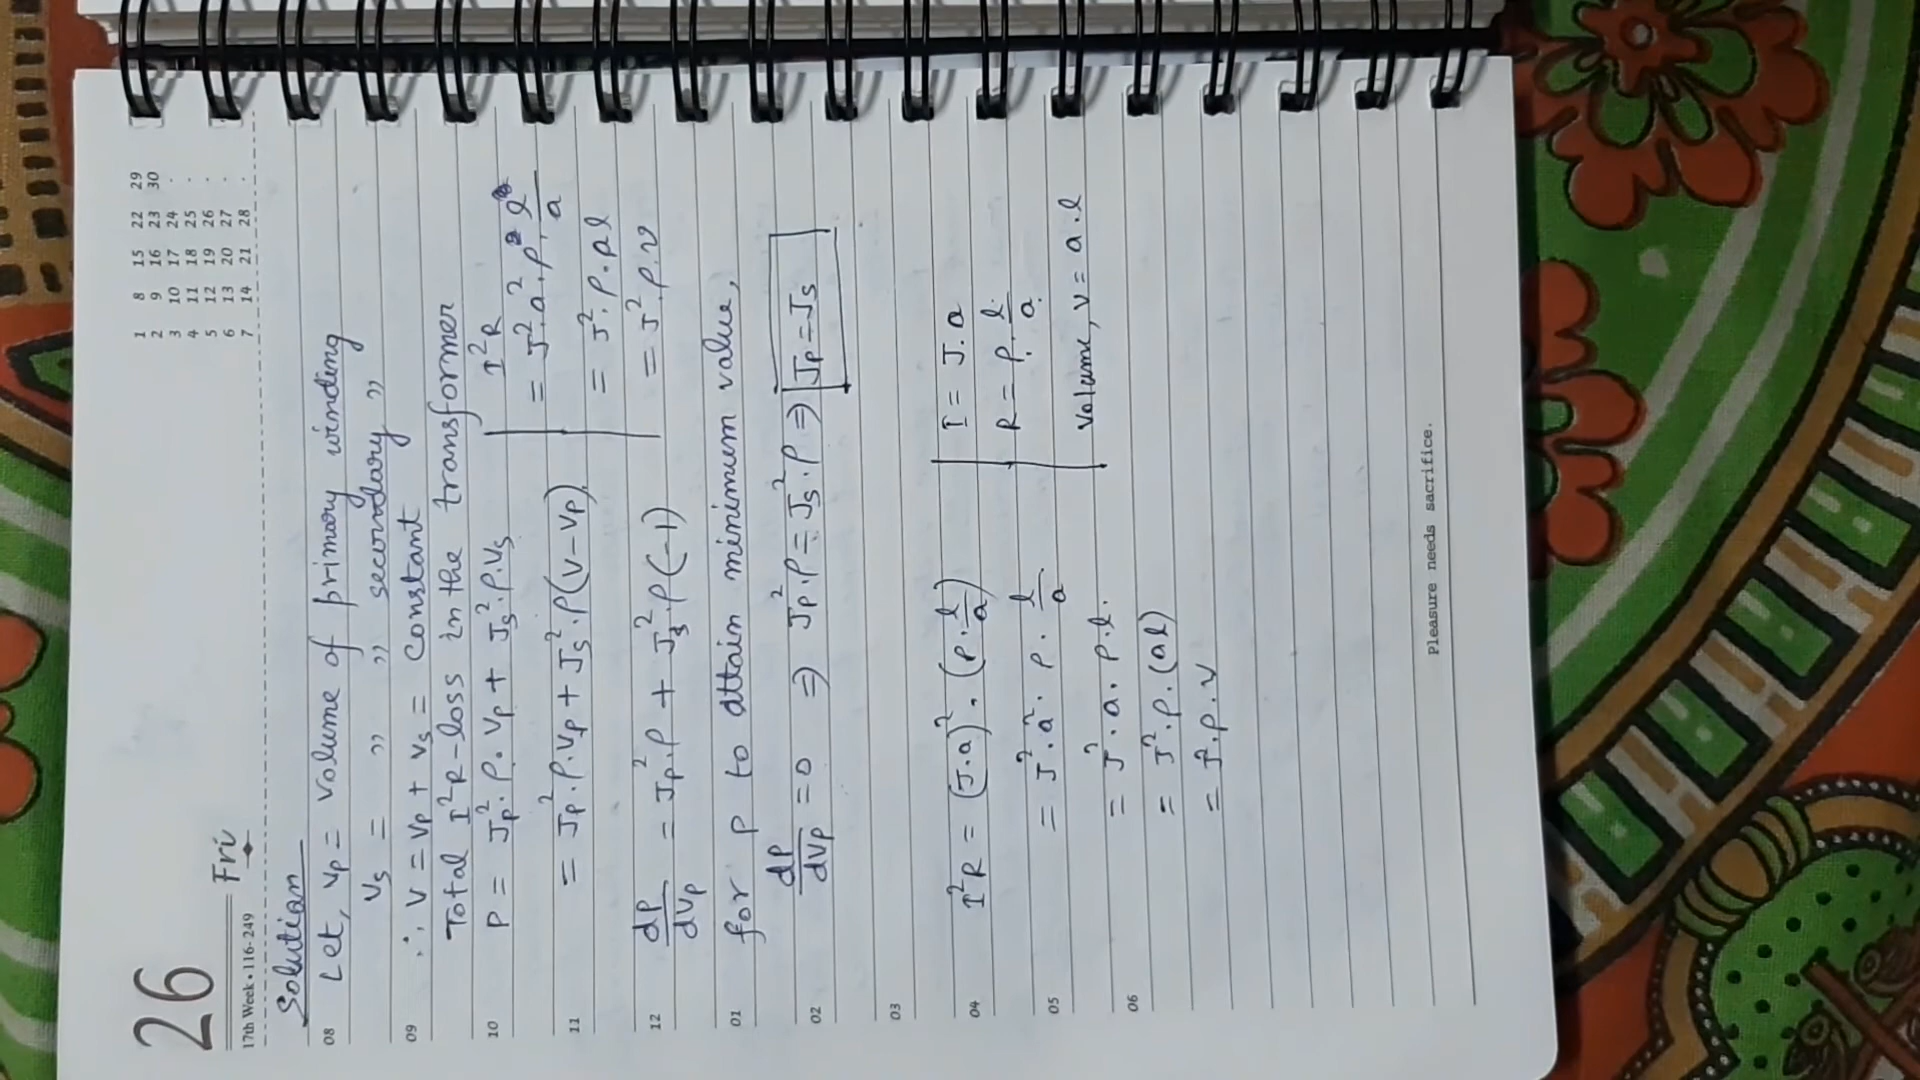 26 Fri
17th Week • 116-249
1 8 15 22 29
2 9 16 23 30
3 10 17 24 .
4 11 18 25 .
5 12 19 26 .
6 13 20 27 .
7 14 21 28 .
Solution
08 Let, Vp = volume of primary winding
Vs = " " secondary "
09 ∴ V = Vp + Vs = Constant
Total I²R-loss in the transformer
10 P = Jp². ρ. Vp + Js². ρ. Vs
11 = Jp². ρ. Vp + Js². ρ (V - Vp)
12 dP/dVp = Jp². ρ + Js². ρ (-1)
I²R
= J². a². ρ. l/a
= J². ρ. al
= J². ρ. v
01 for P to attain minimum value,
02 dP/dVp = 0 ⇒ Jp². ρ = Js². ρ ⇒ Jp = Js
03
04 I²R = (J.a)². (ρ. l/a)
05 = J². a². ρ. l/a
= J². a. ρ. l.
06 = J². ρ. (al)
= J². ρ. v
I = J. a
R = ρ. l/a
Volume, V = a. l
Pleasure needs sacrifice.